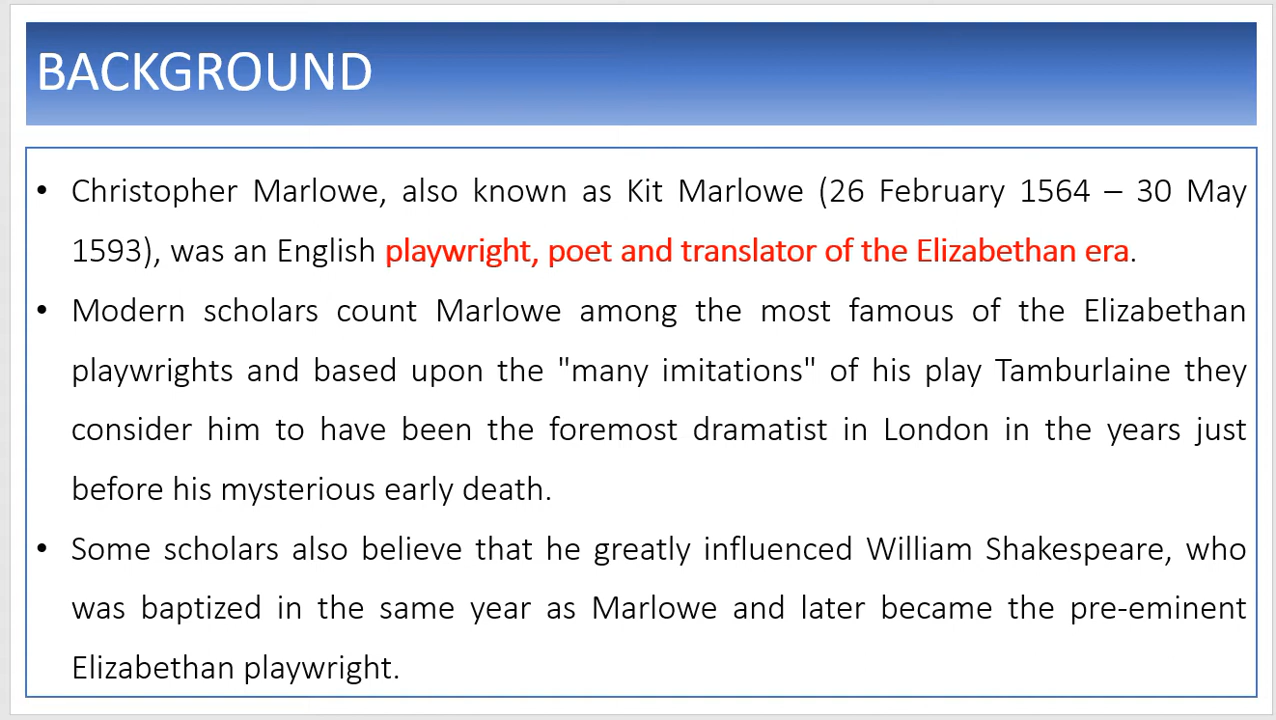 BACKGROUND
• Christopher Marlowe, also known as Kit Marlowe (26 February 1564 – 30 May
1593), was an English playwright, poet and translator of the Elizabethan era.
• Modern scholars count Marlowe among the most famous of the Elizabethan
playwrights and based upon the "many imitations" of his play Tamburlaine they
consider him to have been the foremost dramatist in London in the years just
before his mysterious early death.
• Some scholars also believe that he greatly influenced William Shakespeare, who
was baptized in the same year as Marlowe and later became the pre-eminent
Elizabethan playwright.